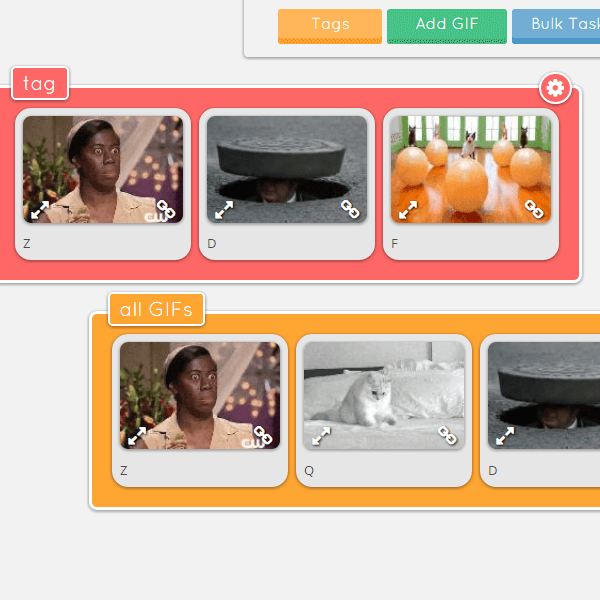 Tags
Add GIF
Bulk Task
tag
CW
Z
D
F
all GIFs
CW
Z
Q
D